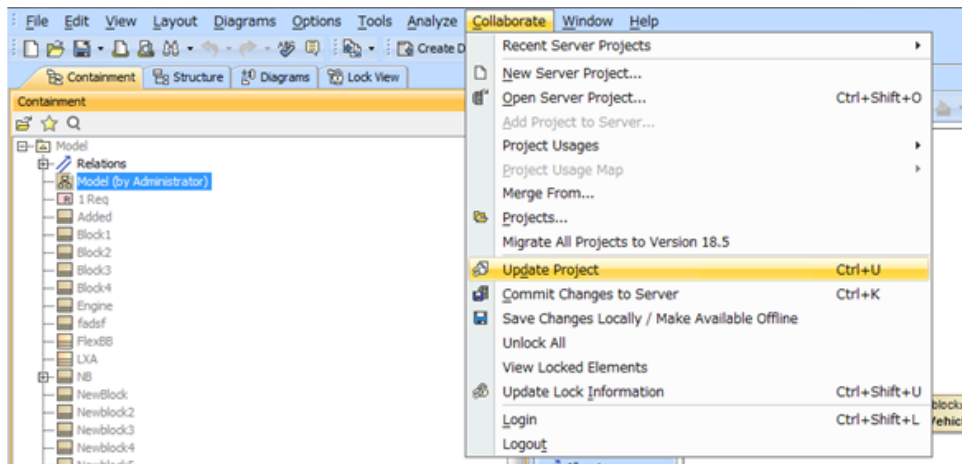 File Edit View Layout Diagrams Options Tools Analyze Collaborate Window Help
Create D
Containment Structure Diagrams Lock View
Containment
Model
Relations
Model (by Administrator)
1 Req
Added
Block1
Block2
Block3
Block4
Engine
fadsf
FlexBB
LXA
NB
NewBlock
Newblock2
Newblock3
Newblock4
Newblock5
Recent Server Projects
New Server Project...
Open Server Project... Ctrl+Shift+O
Add Project to Server...
Project Usages
Project Usage Map
Merge From...
Projects...
Migrate All Projects to Version 18.5
Update Project Ctrl+U
Commit Changes to Server Ctrl+K
Save Changes Locally / Make Available Offline
Unlock All
View Locked Elements
Update Lock Information Ctrl+Shift+U
Login Ctrl+Shift+L
Logout
block
Vehic